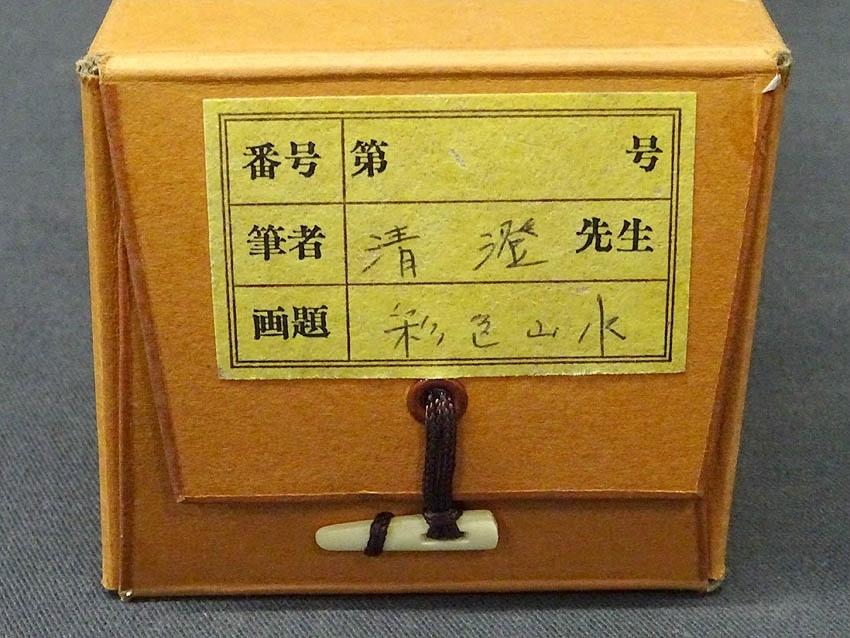 番号 第 号
筆者 清澄 先生
画題 彩色山水